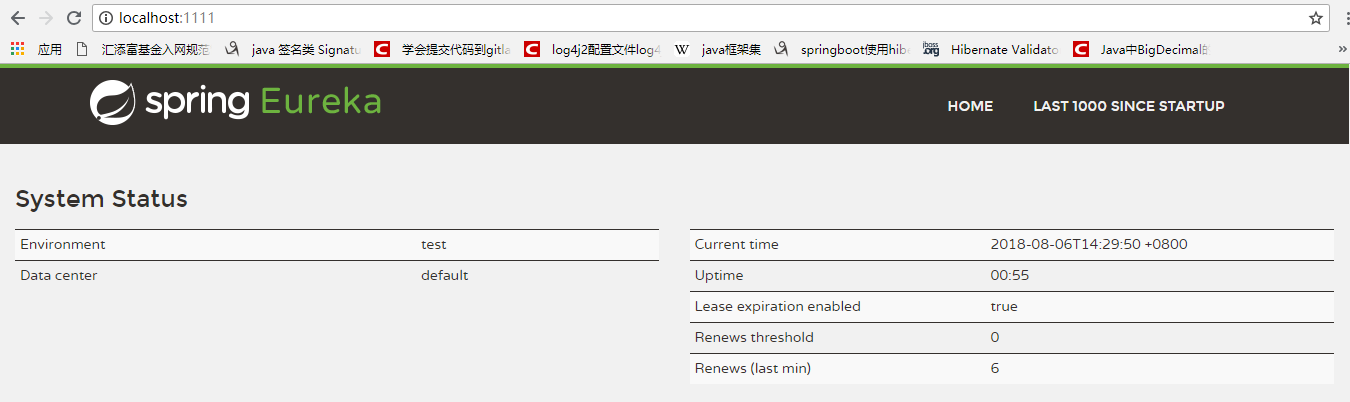 localhost:1111
应用 汇添富基金入网规范 java 签名类 Signatu 学会提交代码到gitla log4j2配置文件log4 W java框架集 springboot使用hibe jboss.org Hibernate Validato Java中BigDecimal的 »
spring Eureka HOME LAST 1000 SINCE STARTUP
System Status
Environment test
Data center default
Current time 2018-08-06T14:29:50 +0800
Uptime 00:55
Lease expiration enabled true
Renews threshold 0
Renews (last min) 6